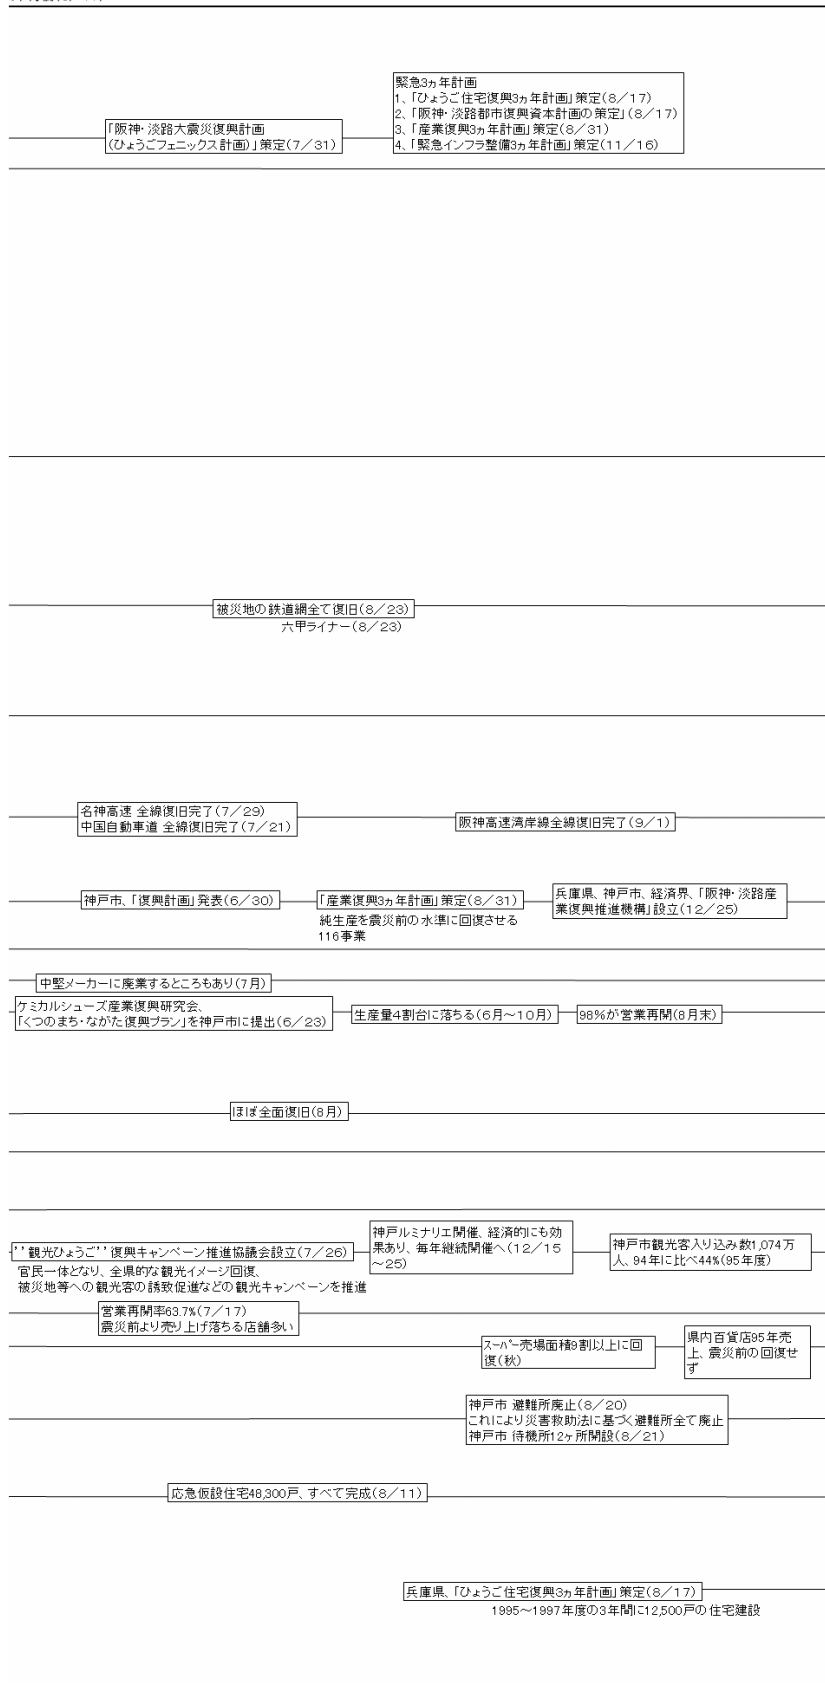 緊急3ヵ年計画
1、「ひょうご住宅復興3ヵ年計画」策定(8／17)
2、「阪神・淡路都市復興資本計画の策定」(8／17)
3、「産業復興3ヵ年計画」策定(8／31)
4、「緊急インフラ整備3ヵ年計画」策定(11／16)
「阪神・淡路大震災復興計画
(ひょうごフェニックス計画)」策定(7／31)
被災地の鉄道網全て復旧(8／23)
六甲ライナー(8／23)
名神高速 全線復旧完了(7／29)
中国自動車道 全線復旧完了(7／21)
阪神高速湾岸線全線復旧完了(9／1)
神戸市、「復興計画」発表(6／30)
「産業復興3ヵ年計画」策定(8／31)
純生産を震災前の水準に回復させる
116事業
兵庫県、神戸市、経済界、「阪神・淡路産
業復興推進機構」設立(12／25)
中堅メーカーに廃業するところもあり(7月)
ケミカルシューズ産業復興研究会、
「くつのまち・ながた復興プラン」を神戸市に提出(6／23)
生産量4割台に落ちる(6月～10月)
98%が営業再開(8月末)
ほぼ全面復旧(8月)
''観光ひょうご''復興キャンペーン推進協議会設立(7／26)
官民一体となり、全県的な観光イメージ回復、
被災地等への観光客の誘致促進などの観光キャンペーンを推進
神戸ルミナリエ開催、経済的にも効
果あり、毎年継続開催へ(12／15
～25)
神戸市観光客入り込み数1,074万
人、94年に比べ44%(95年度)
営業再開率63.7%(7／17)
震災前より売り上げ落ちる店舗多い
スーパー売場面積9割以上に回
復(秋)
県内百貨店95年売
上、震災前の回復せ
ず
神戸市 避難所廃止(8／20)
これにより災害救助法に基づく避難所全て廃止
神戸市 待機所12ヶ所開設(8／21)
応急仮設住宅48,300戸、すべて完成(8／11)
兵庫県、「ひょうご住宅復興3ヵ年計画」策定(8／17)
1995～1997年度の3年間に12,500戸の住宅建設